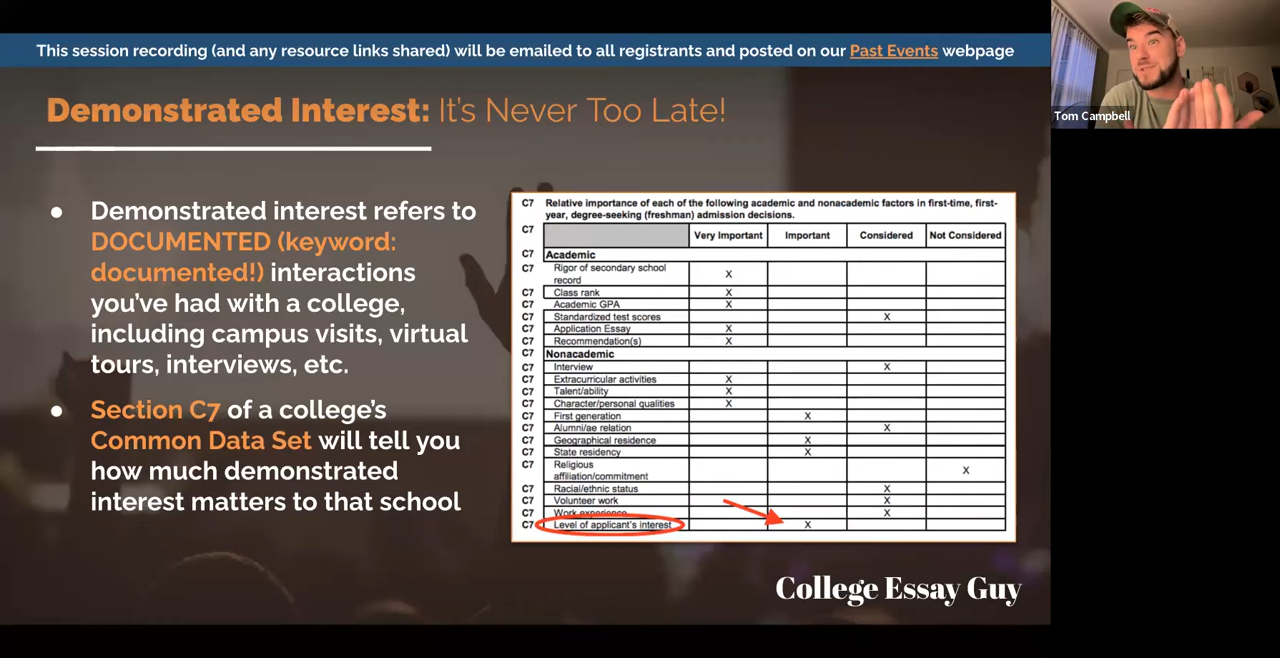 This session recording (and any resource links shared) will be emailed to all registrants and posted on our Past Events webpage
Tom Campbell
Demonstrated Interest: It's Never Too Late!
● Demonstrated interest refers to
DOCUMENTED (keyword:
documented!) interactions
you've had with a college,
including campus visits, virtual
tours, interviews, etc.
● Section C7 of a college's
Common Data Set will tell you
how much demonstrated
interest matters to that school
C7 Relative importance of each of the following academic and nonacademic factors in first-time, first-
year, degree-seeking (freshman) admission decisions.
C7 Very Important Important Considered Not Considered
C7 Academic
C7 Rigor of secondary school
record X
C7 Class rank X
C7 Academic GPA X
C7 Standardized test scores X
C7 Application Essay X
C7 Recommendation(s) X
C7 Nonacademic
C7 Interview X
C7 Extracurricular activities X
C7 Talent/ability X
C7 Character/personal qualities X
C7 First generation X
C7 Alumni/ae relation X
C7 Geographical residence X
C7 State residency X
C7 Religious
affiliation/commitment X
C7 Racial/ethnic status X
C7 Volunteer work X
C7 Work experience X
C7 Level of applicant's interest X
College Essay Guy